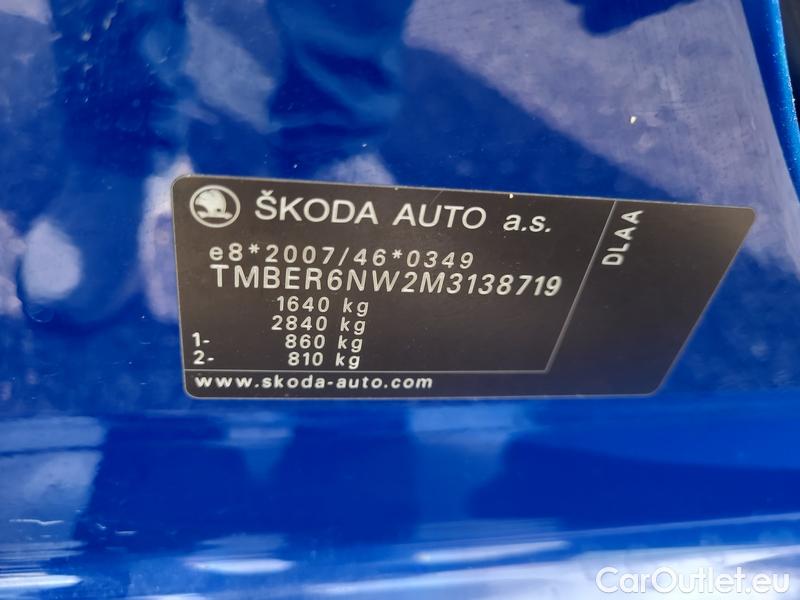 ŠKODA AUTO a.s.
DLAA
e8*2007/46*0349
TMBER6NW2M3138719
1640 kg
2840 kg
1- 860 kg
2- 810 kg
www.skoda-auto.com
CarOutlet.eu